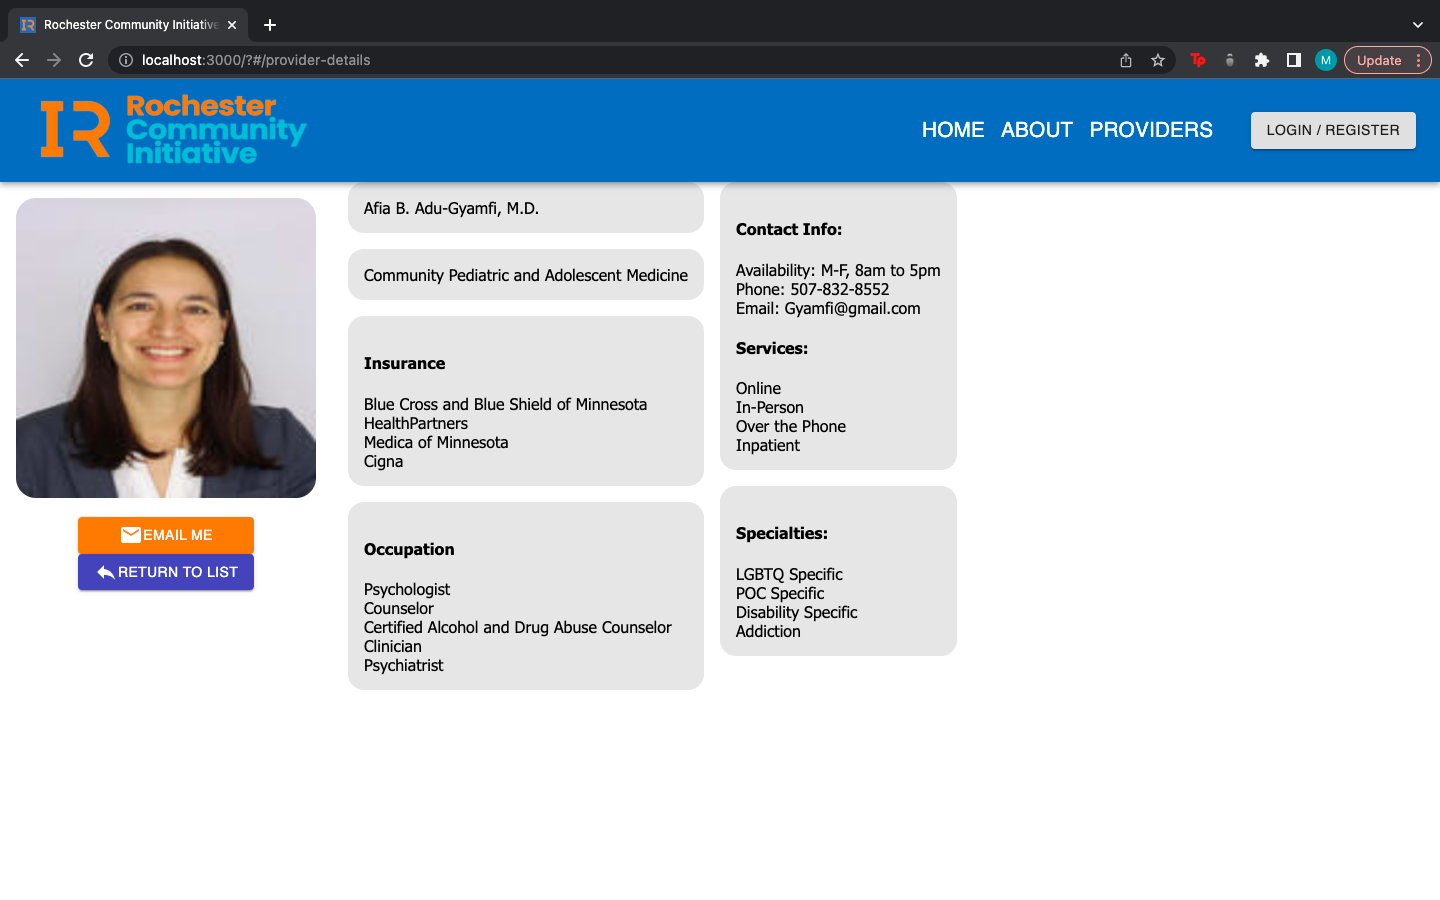 Rochester Community Initiative
localhost:3000/?#/provider-details
Tp
M
Update
IR
Rochester
Community
Initiative
HOME
ABOUT
PROVIDERS
LOGIN / REGISTER
EMAIL ME
RETURN TO LIST
Afia B. Adu-Gyamfi, M.D.
Community Pediatric and Adolescent Medicine
Insurance
Blue Cross and Blue Shield of Minnesota
HealthPartners
Medica of Minnesota
Cigna
Occupation
Psychologist
Counselor
Certified Alcohol and Drug Abuse Counselor
Clinician
Psychiatrist
Contact Info:
Availability: M-F, 8am to 5pm
Phone: 507-832-8552
Email: Gyamfi@gmail.com
Services:
Online
In-Person
Over the Phone
Inpatient
Specialties:
LGBTQ Specific
POC Specific
Disability Specific
Addiction